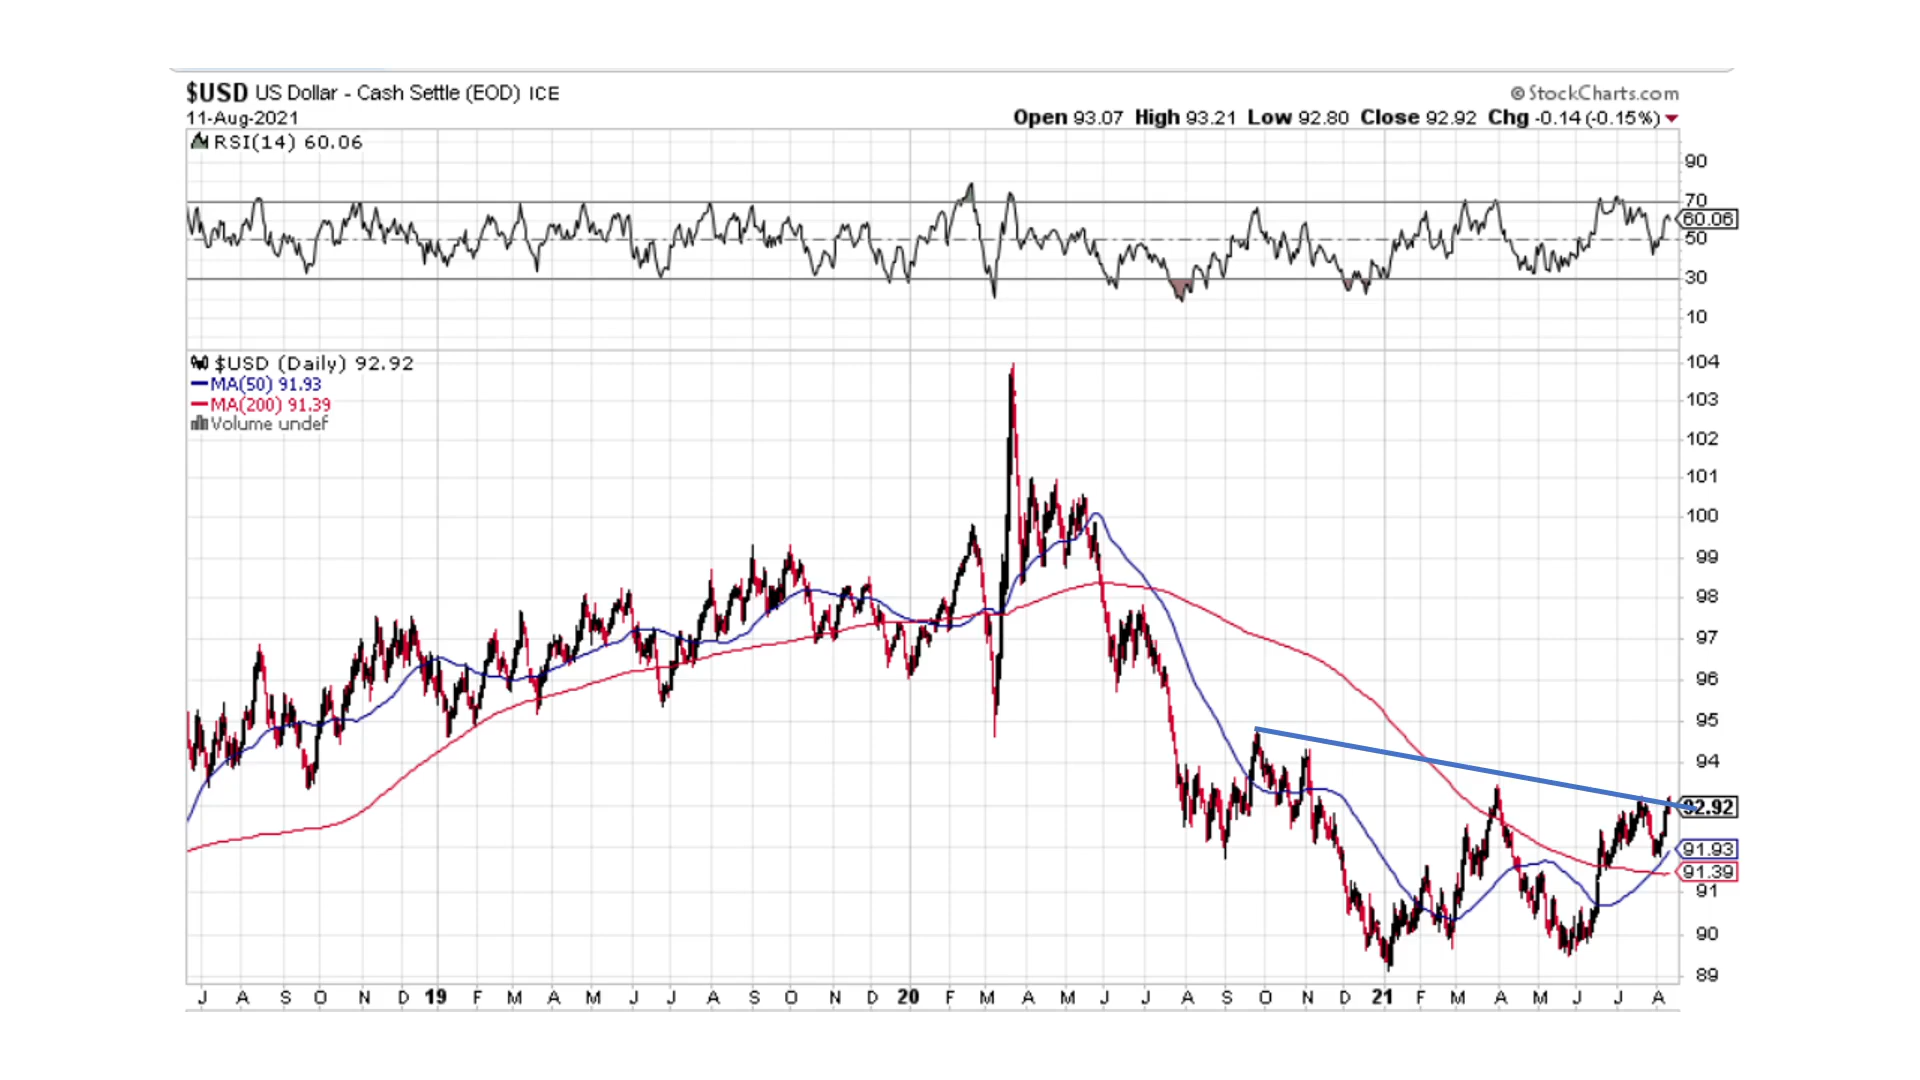 $USD US Dollar - Cash Settle (EOD) ICE
© StockCharts.com
11-Aug-2021
Open 93.07 High 93.21 Low 92.80 Close 92.92 Chg -0.14 (-0.15%)
RSI(14) 60.06
90
70
60.06
50
30
10
$USD (Daily) 92.92
MA(50) 91.93
MA(200) 91.39
Volume undef
104
103
102
101
100
99
98
97
96
95
94
92.92
91.93
91.39
91
90
89
J A S O N D 19 F M A M J J A S O N D 20 F M A M J J A S O N D 21 F M A M J J A